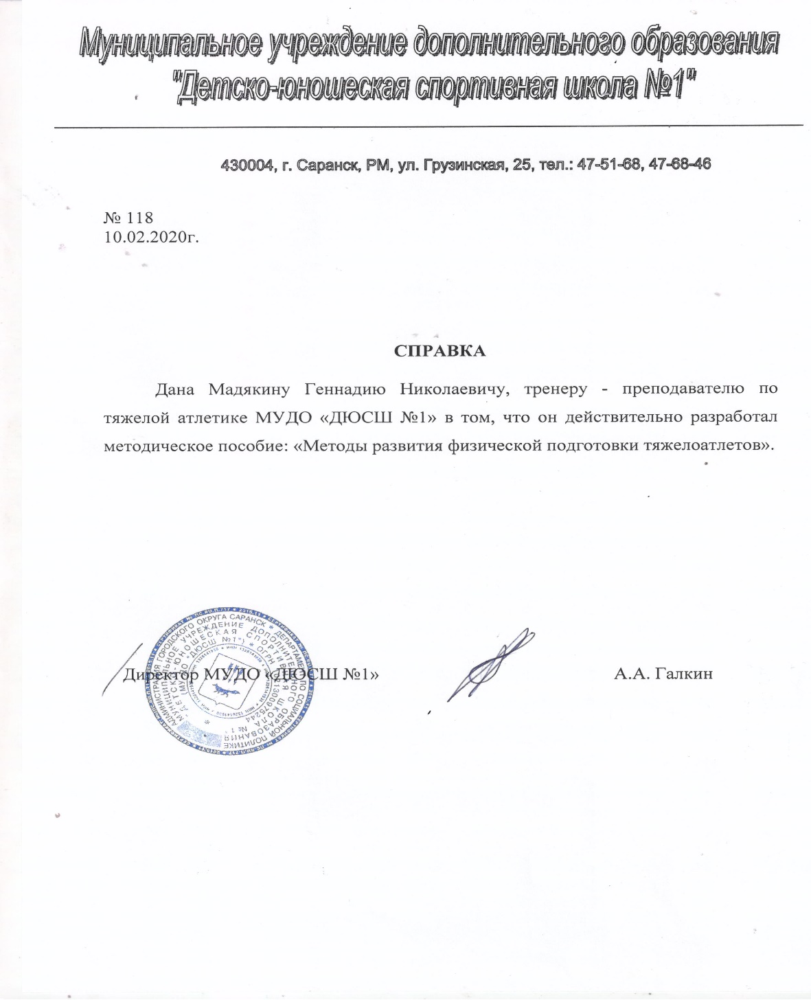 Муниципальное учреждение дополнительного образования
"Детско-юношеская спортивная школа №1"
430004, г. Саранск, РМ, ул. Грузинская, 25, тел.: 47-51-68, 47-68-46
№ 118
10.02.2020г.
СПРАВКА
Дана Мадякину Геннадию Николаевичу, тренеру - преподавателю по
тяжелой атлетике МУДО «ДЮСШ №1» в том, что он действительно разработал
методическое пособие: «Методы развития физической подготовки тяжелоатлетов».
Директор МУДО «ДЮСШ №1» А.А. Галкин
АДМИНИСТРАЦИЯ ГОРОДСКОГО ОКРУГА САРАНСК * ДЕПАРТАМЕНТ ПО СОЦИАЛЬНОЙ ПОЛИТИКЕ
МУНИЦИПАЛЬНОЕ УЧРЕЖДЕНИЕ ДОПОЛНИТЕЛЬНОГО ОБРАЗОВАНИЯ
"ДЕТСКО-ЮНОШЕСКАЯ СПОРТИВНАЯ ШКОЛА №1"
(МУДО "ДЮСШ №1") * ОГРН